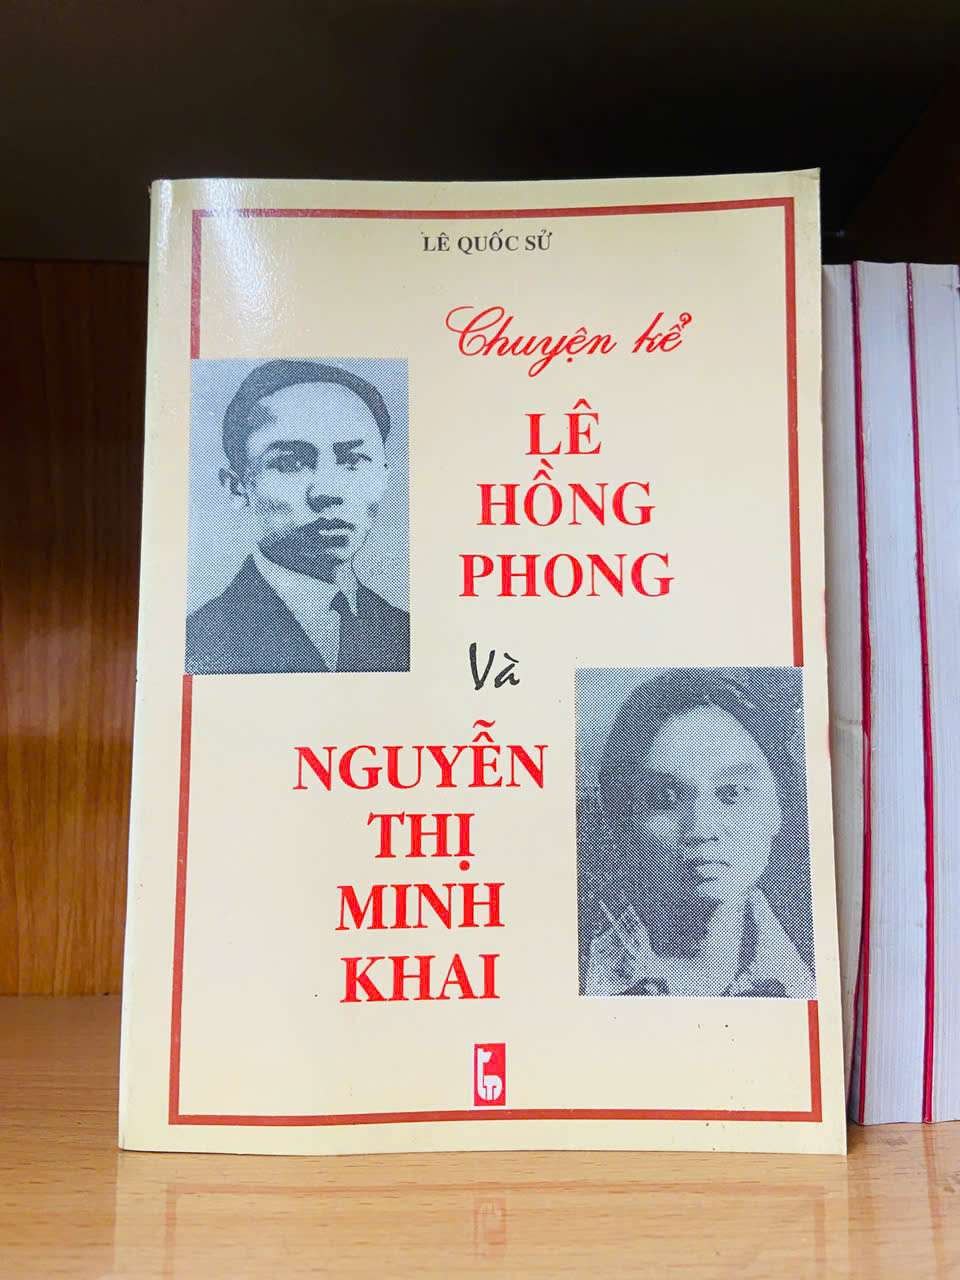 LÊ QUỐC SỬ
Chuyện kể
LÊ
HỒNG
PHONG
Và
NGUYỄN
THỊ
MINH
KHAI